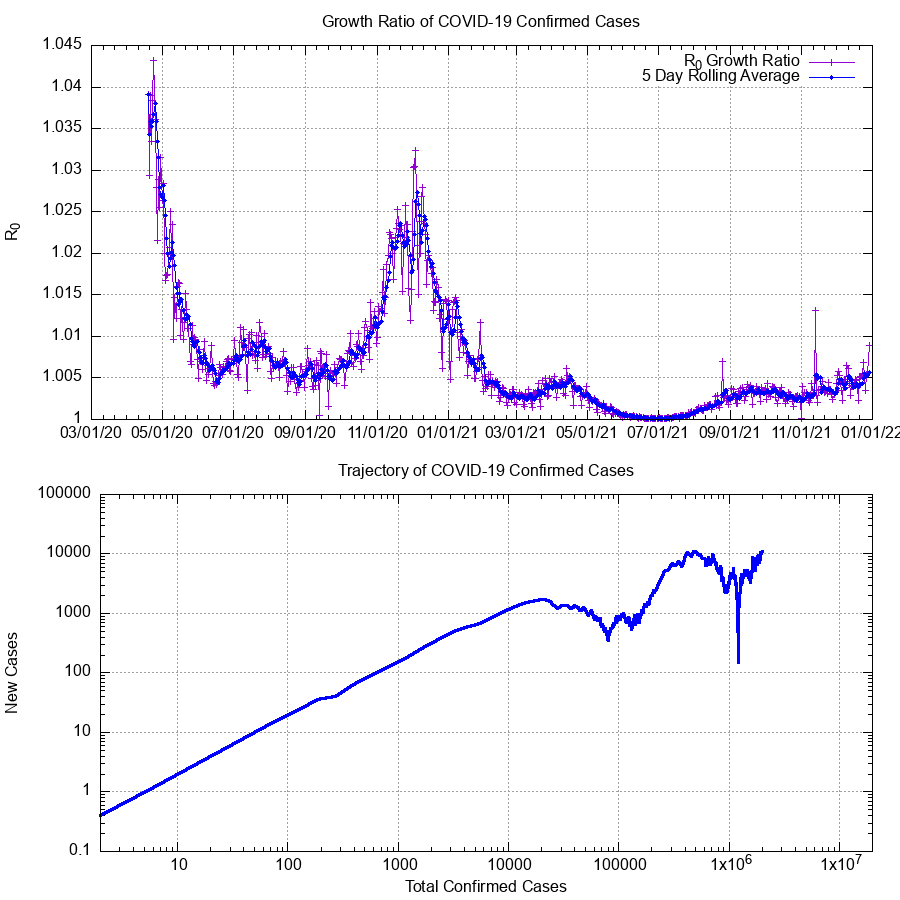 Growth Ratio of COVID-19 Confirmed Cases
R0 Growth Ratio
5 Day Rolling Average
1.045
1.04
1.035
1.03
1.025
1.02
1.015
1.01
1.005
1
R0
03/01/20 05/01/20 07/01/20 09/01/20 11/01/20 01/01/21 03/01/21 05/01/21 07/01/21 09/01/21 11/01/21 01/01/22
Trajectory of COVID-19 Confirmed Cases
100000
10000
1000
100
10
1
0.1
New Cases
10 100 1000 10000 100000 1x10^6 1x10^7
Total Confirmed Cases